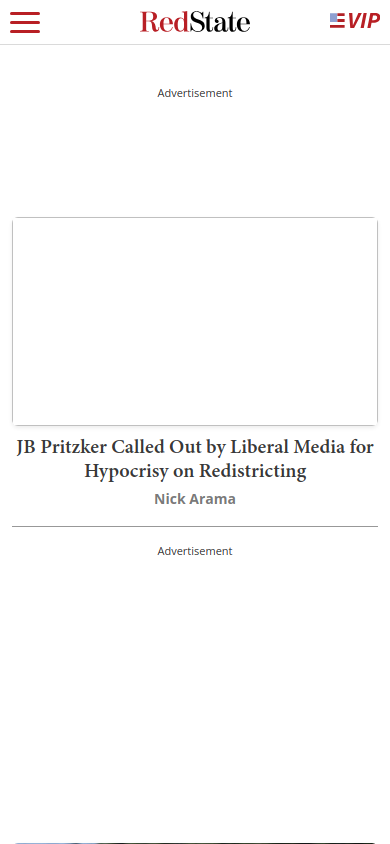 RedState
VIP
Advertisement
JB Pritzker Called Out by Liberal Media for
Hypocrisy on Redistricting
Nick Arama
Advertisement